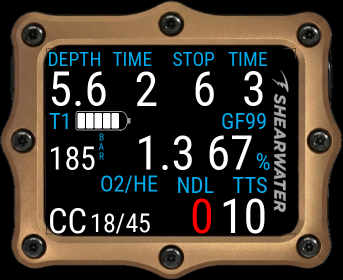 DEPTH TIME STOP TIME
5.6 2 6 3
T1 GF99
185 BAR 1.3 67%
O2/HE NDL TTS
CC 18/45 0 10
SHEARWATER